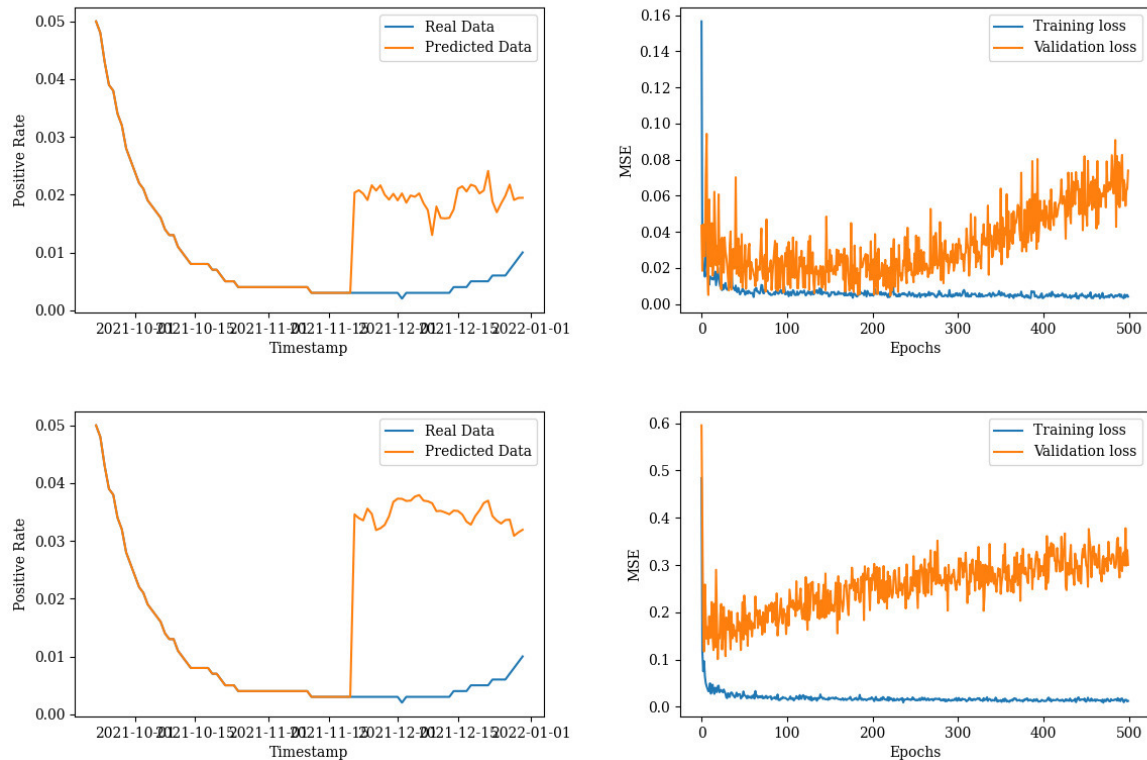 0.05
0.04
0.03
0.02
0.01
0.00
Positive Rate
Real Data
Predicted Data
2021-10-01
2021-10-15
2021-11-01
2021-11-15
2021-12-01
2021-12-15
2022-01-01
Timestamp
0.16
0.14
0.12
0.10
0.08
0.06
0.04
0.02
0.00
MSE
Training loss
Validation loss
0 100 200 300 400 500
Epochs
0.05
0.04
0.03
0.02
0.01
0.00
Positive Rate
Real Data
Predicted Data
2021-10-01
2021-10-15
2021-11-01
2021-11-15
2021-12-01
2021-12-15
2022-01-01
Timestamp
0.6
0.5
0.4
0.3
0.2
0.1
0.0
MSE
Training loss
Validation loss
0 100 200 300 400 500
Epochs